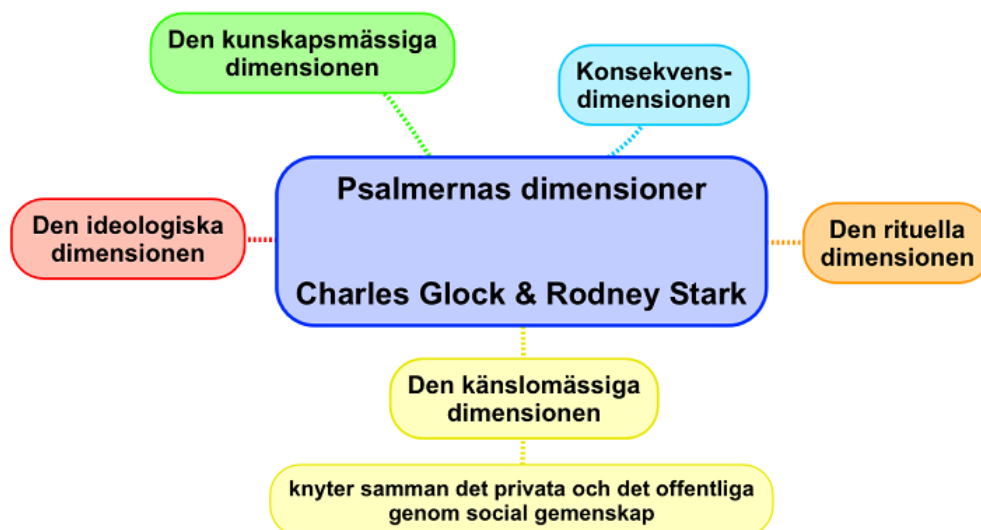 Den kunskapsmässiga
dimensionen
Konsekvens-
dimensionen
Psalmernas dimensioner
Den ideologiska
dimensionen
Den rituella
dimensionen
Charles Glock & Rodney Stark
Den känslomässiga
dimensionen
knyter samman det privata och det offentliga
genom social gemenskap